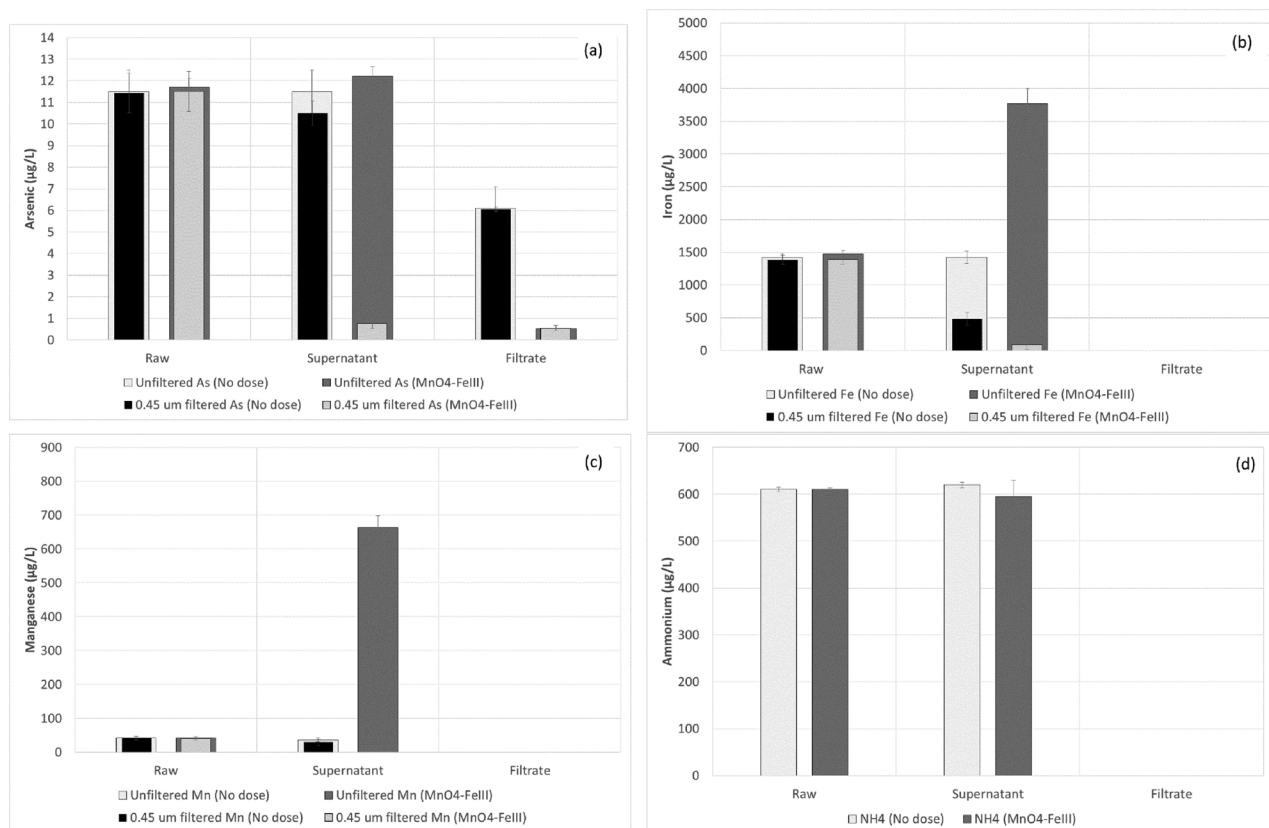 (a)
14
13
12
11
10
9
8
7
6
5
4
3
2
1
0
Arsenic (µg/L)
Raw Supernatant Filtrate
Unfiltered As (No dose) Unfiltered As (MnO4-FeIII)
0.45 um filtered As (No dose) 0.45 um filtered As (MnO4-FeIII)
(b)
5000
4500
4000
3500
3000
2500
2000
1500
1000
500
0
Iron (µg/L)
Raw Supernatant Filtrate
Unfiltered Fe (No dose) Unfiltered Fe (MnO4-FeIII)
0.45 um filtered Fe (No dose) 0.45 um filtered Fe (MnO4-FeIII)
(c)
900
800
700
600
500
400
300
200
100
0
Manganese (µg/L)
Raw Supernatant Filtrate
Unfiltered Mn (No dose) Unfiltered Mn (MnO4-FeIII)
0.45 um filtered Mn (No dose) 0.45 um filtered Mn (MnO4-FeIII)
(d)
700
600
500
400
300
200
100
0
Ammonium (µg/L)
Raw Supernatant Filtrate
NH4 (No dose) NH4 (MnO4-FeIII)